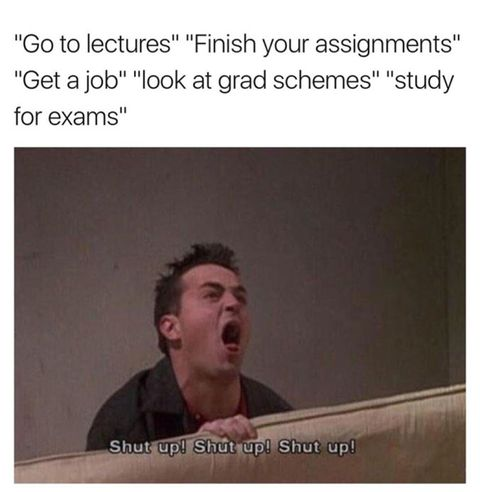 "Go to lectures" "Finish your assignments"
"Get a job" "look at grad schemes" "study
for exams"
Shut up! Shut up! Shut up!